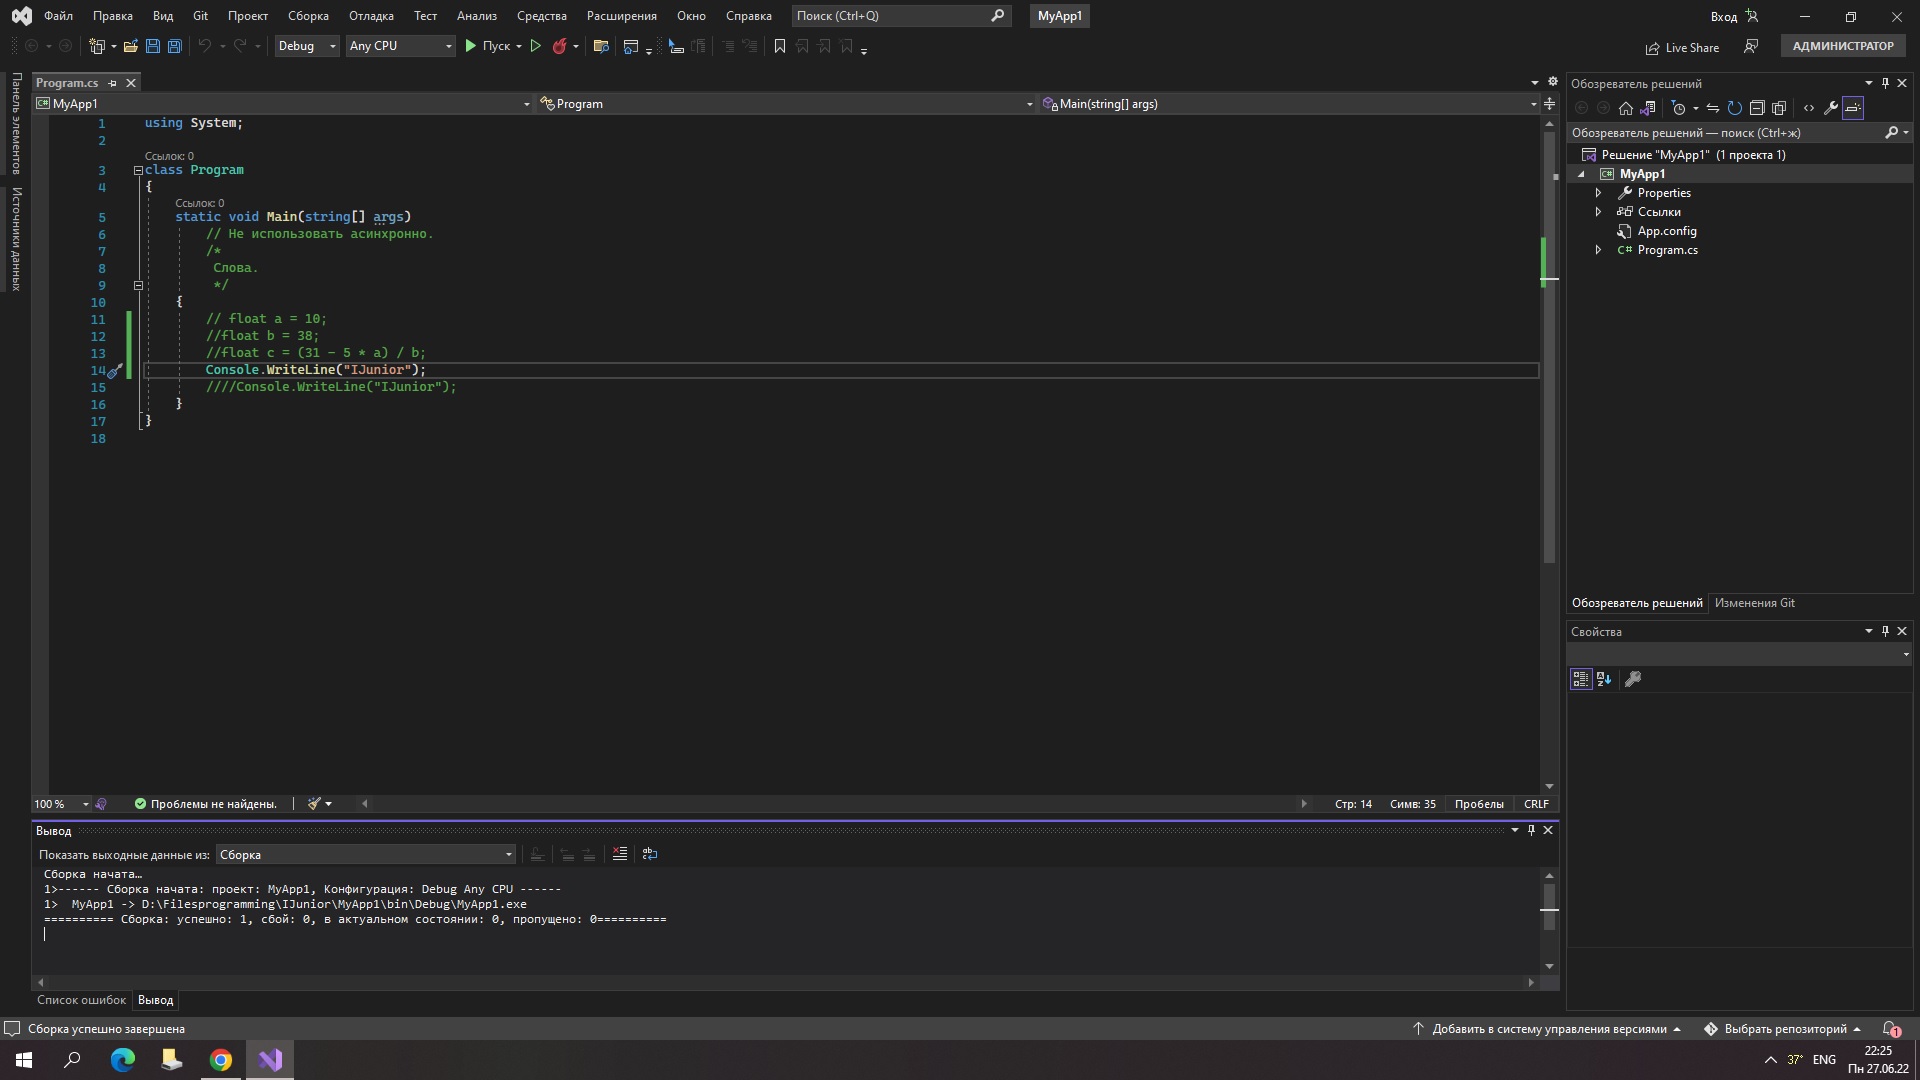 Файл Правка Вид Git Проект Сборка Отладка Тест Анализ Средства Расширения Окно Справка Поиск (Ctrl+Q) MyApp1 Вход
Debug Any CPU Пуск Live Share АДМИНИСТРАТОР
Панель элементов
Источники данных
Program.cs
MyApp1 Program Main(string[] args)
1 using System;
2
Ссылок: 0
3 class Program
4 {
Ссылок: 0
5 static void Main(string[] args)
6 // Не использовать асинхронно.
7 /*
8 Слова.
9 */
10 {
11 // float a = 10;
12 //float b = 38;
13 //float c = (31 - 5 * a) / b;
14 Console.WriteLine("IJunior");
15 ////Console.WriteLine("IJunior");
16 }
17 }
18
100 % Проблемы не найдены. Стр: 14 Симв: 35 Пробелы CRLF
Вывод
Показать выходные данные из: Сборка
Сборка начата…
1>------ Сборка начата: проект: MyApp1, Конфигурация: Debug Any CPU ------
1> MyApp1 -> D:\Filesprogramming\IJunior\MyApp1\bin\Debug\MyApp1.exe
========== Сборка: успешно: 1, сбой: 0, в актуальном состоянии: 0, пропущено: 0==========
Список ошибок Вывод
Обозреватель решений
Обозреватель решений — поиск (Ctrl+ж)
Решение "MyApp1" (1 проекта 1)
MyApp1
Properties
Ссылки
App.config
Program.cs
Обозреватель решений Изменения Git
Свойства
Сборка успешно завершена Добавить в систему управления версиями Выбрать репозиторий 1
37° ENG 22:25
Пн 27.06.22